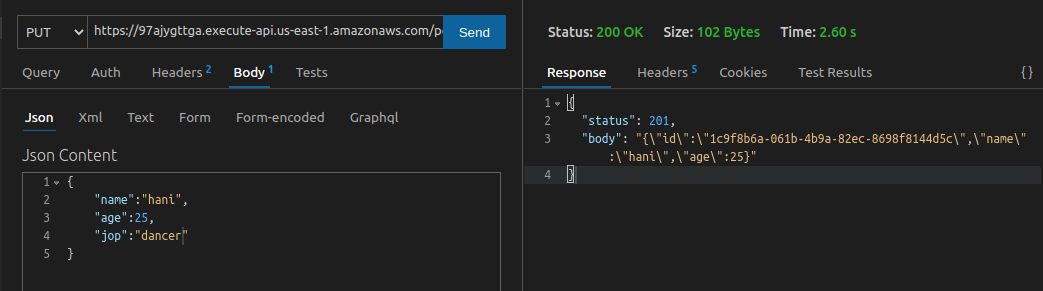 PUT https://97ajygttga.execute-api.us-east-1.amazonaws.com/p Send
Query Auth Headers 2 Body 1 Tests
Json Xml Text Form Form-encoded Graphql
Json Content
1 {
2 "name":"hani",
3 "age":25,
4 "jop":"dancer"
5 }
Status: 200 OK Size: 102 Bytes Time: 2.60 s
Response Headers 5 Cookies Test Results {}
1 {
2 "status": 201,
3 "body": "{\"id\":\"1c9f8b6a-061b-4b9a-82ec-8698f8144d5c\",\"name\"
:\"hani\",\"age\":25}"
4 }